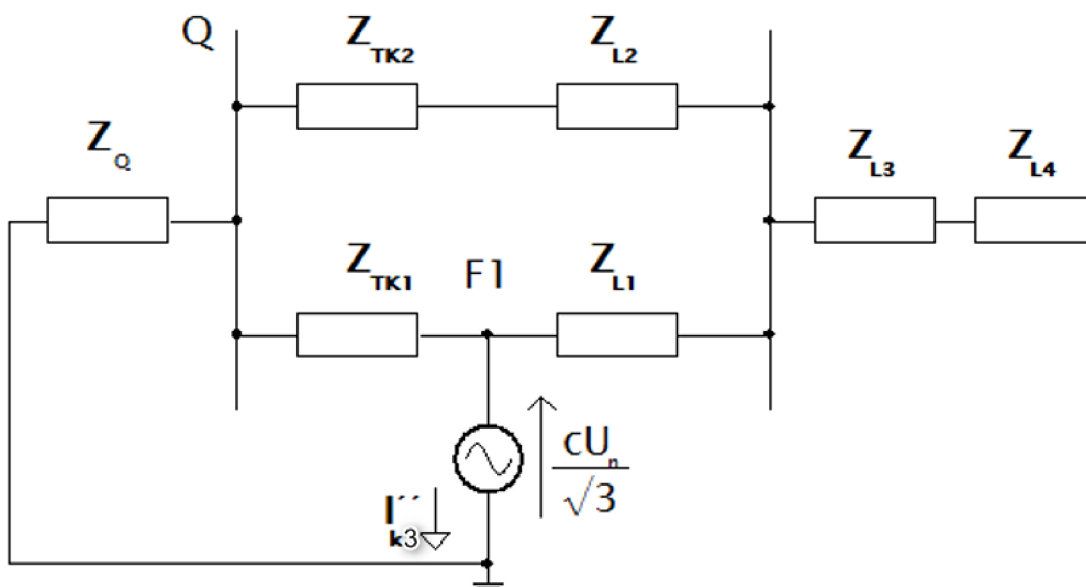 Q
Z_TK2
Z_L2
Z_Q
Z_L3
Z_L4
Z_TK1
F1
Z_L1
cU_n
√3
I´´_k3